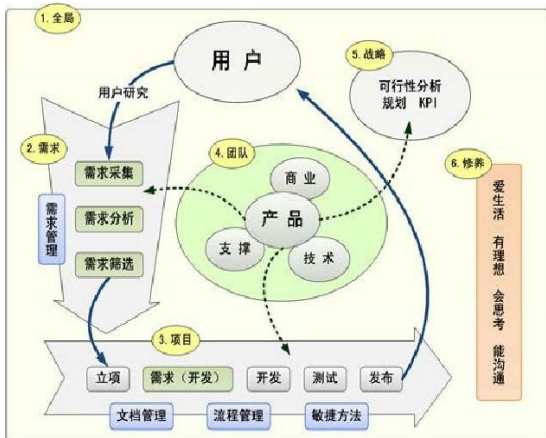 1.全局
用户
5.战略
可行性分析
规划 KPI
用户研究
2.需求
4.团队
6.修养
需求采集
需求分析
需求筛选
需求管理
商业
产品
支撑
技术
爱生活 有理想 会思考 能沟通
3.项目
立项
需求（开发）
开发
测试
发布
文档管理
流程管理
敏捷方法